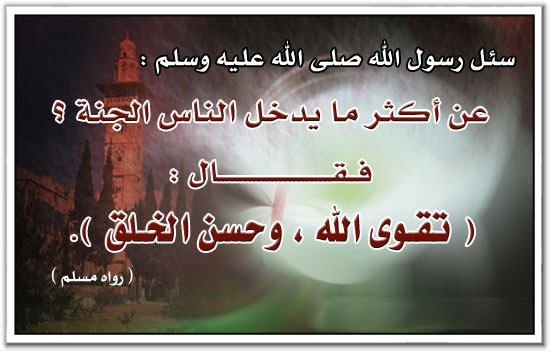 سئل رسول الله صلى الله عليه وسلم :
عن أكثر ما يدخل الناس الجنة ؟
فقـــــــــــال :
( تقوى الله ، وحسن الخلق ).
( رواه مسلم )